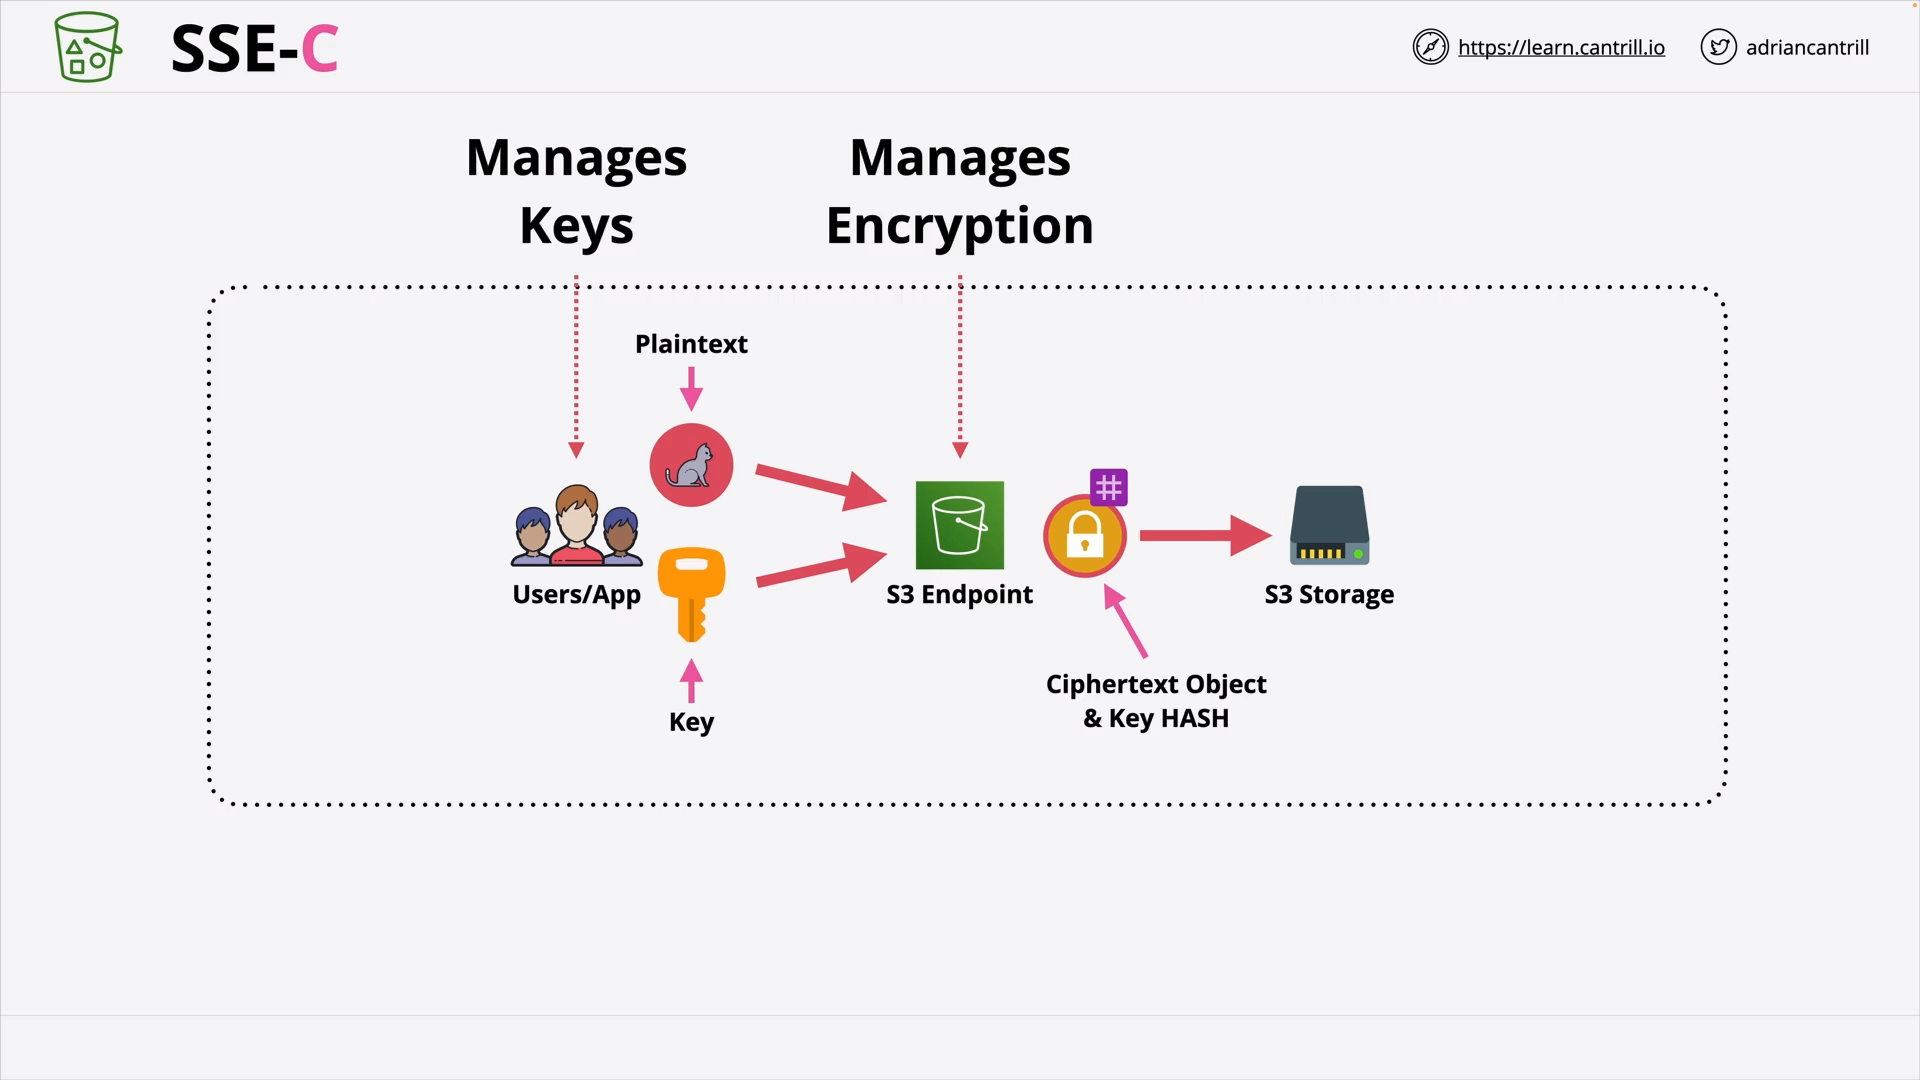 SSE-C
https://learn.cantrill.io
adriancantrill
Manages
Keys
Manages
Encryption
Plaintext
Users/App
Key
S3 Endpoint
#
Ciphertext Object
& Key HASH
S3 Storage